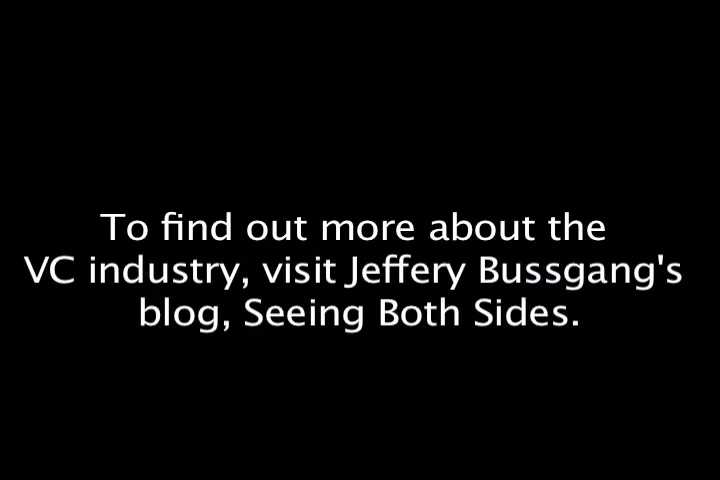 To find out more about the
VC industry, visit Jeffery Bussgang's
blog, Seeing Both Sides.